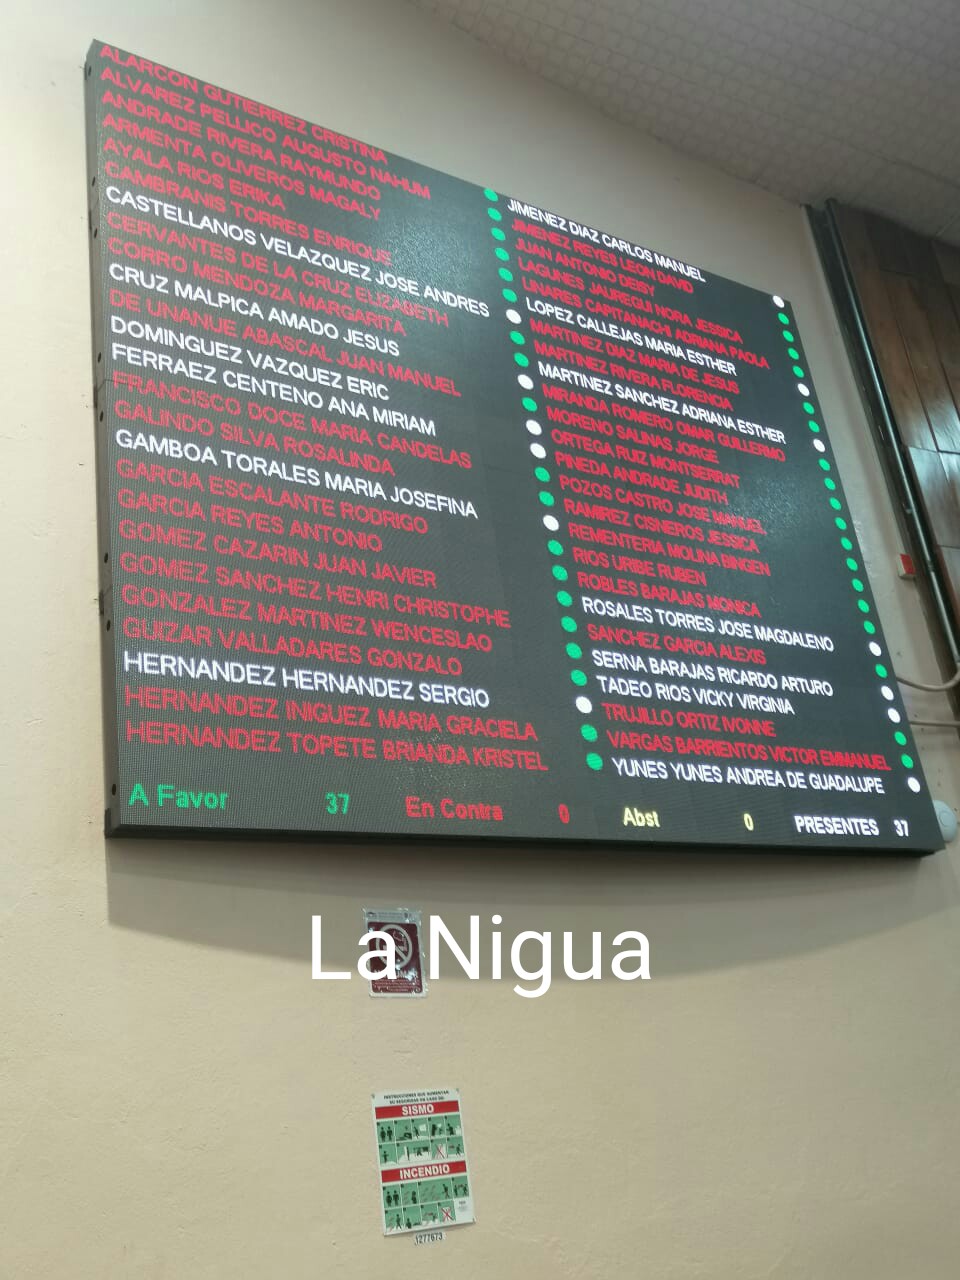 ALARCON GUTIERREZ CRISTINA
ALVAREZ PELLICO AUGUSTO NAHUM
ANDRADE RIVERA RAYMUNDO
ARMENTA OLIVEROS MAGALY
AYALA RIOS ERIKA
CAMBRANIS TORRES ENRIQUE
CASTELLANOS VELAZQUEZ JOSE ANDRES
CERVANTES DE LA CRUZ ELIZABETH
CORRO MENDOZA MARGARITA
CRUZ MALPICA AMADO JESUS
DE UNANUE ABASCAL JUAN MANUEL
DOMINGUEZ VAZQUEZ ERIC
FERRAEZ CENTENO ANA MIRIAM
FRANCISCO DOCE MARIA CANDELAS
GALINDO SILVA ROSALINDA
GAMBOA TORALES MARIA JOSEFINA
GARCIA ESCALANTE RODRIGO
GARCIA REYES ANTONIO
GOMEZ CAZARIN JUAN JAVIER
GOMEZ SANCHEZ HENRI CHRISTOPHE
GONZALEZ MARTINEZ WENCESLAO
GUIZAR VALLADARES GONZALO
HERNANDEZ HERNANDEZ SERGIO
HERNANDEZ INIGUEZ MARIA GRACIELA
HERNANDEZ TOPETE BRIANDA KRISTEL
JIMENEZ DIAZ CARLOS MANUEL
JIMENEZ REYES LEON DAVID
JUAN ANTONIO DEISY
LAGUNES JAUREGUI NORA JESSICA
LINARES CAPITANACHI ADRIANA PAOLA
LOPEZ CALLEJAS MARIA ESTHER
MARTINEZ DIAZ MARIA DE JESUS
MARTINEZ RIVERA FLORENCIA
MARTINEZ SANCHEZ ADRIANA ESTHER
MIRANDA ROMERO OMAR GUILLERMO
MORENO SALINAS JORGE
ORTEGA RUIZ MONTSERRAT
PINEDA ANDRADE JUDITH
POZOS CASTRO JOSE MANUEL
RAMIREZ CISNEROS JESSICA
REMENTERIA MOLINA BINGEN
RIOS URIBE RUBEN
ROBLES BARAJAS MONICA
ROSALES TORRES JOSE MAGDALENO
SANCHEZ GARCIA ALEXIS
SERNA BARAJAS RICARDO ARTURO
TADEO RIOS VICKY VIRGINIA
TRUJILLO ORTIZ IVONNE
VARGAS BARRIENTOS VICTOR EMMANUEL
YUNES YUNES ANDREA DE GUADALUPE
A Favor 37 En Contra 0 Abst 0 PRESENTES 37
La Nigua
SISMO
INCENDIO
1277673